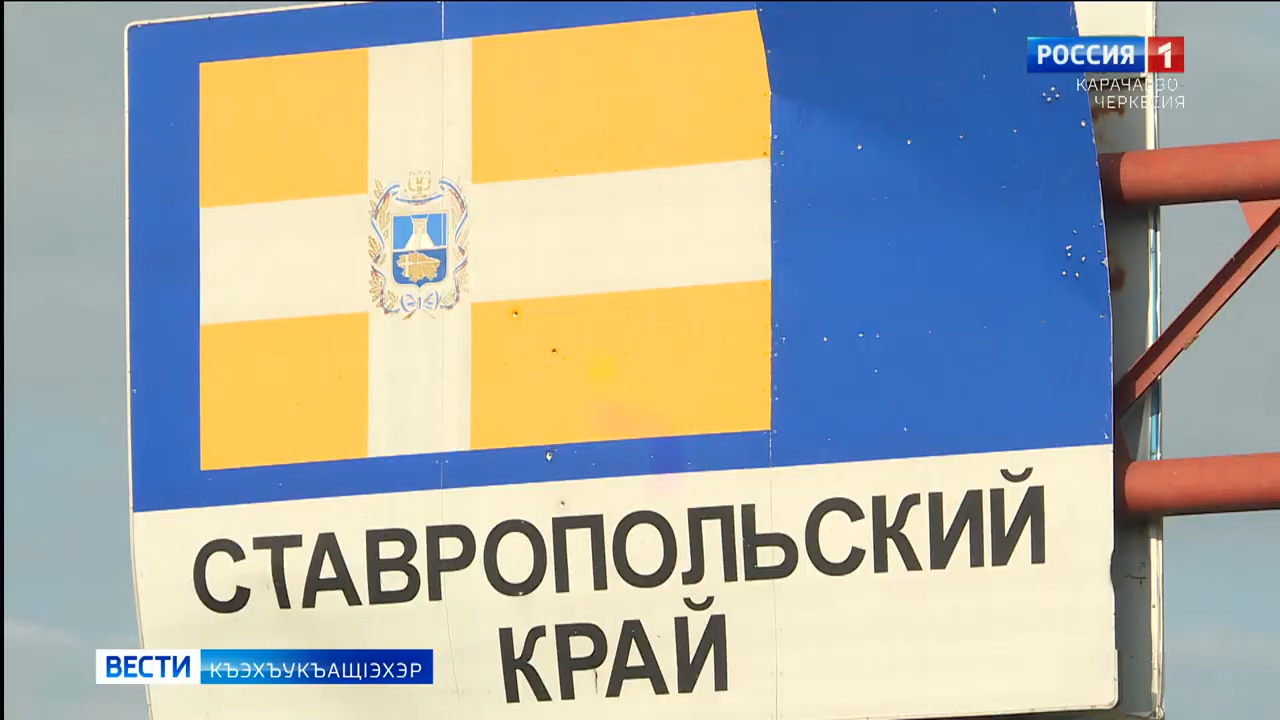 РОССИЯ 1
КАРАЧАЕВО-
ЧЕРКЕСИЯ
СТАВРОПОЛЬСКИЙ
КРАЙ
ВЕСТИ КЪЭХЪУКЪАЩІЭХЭР